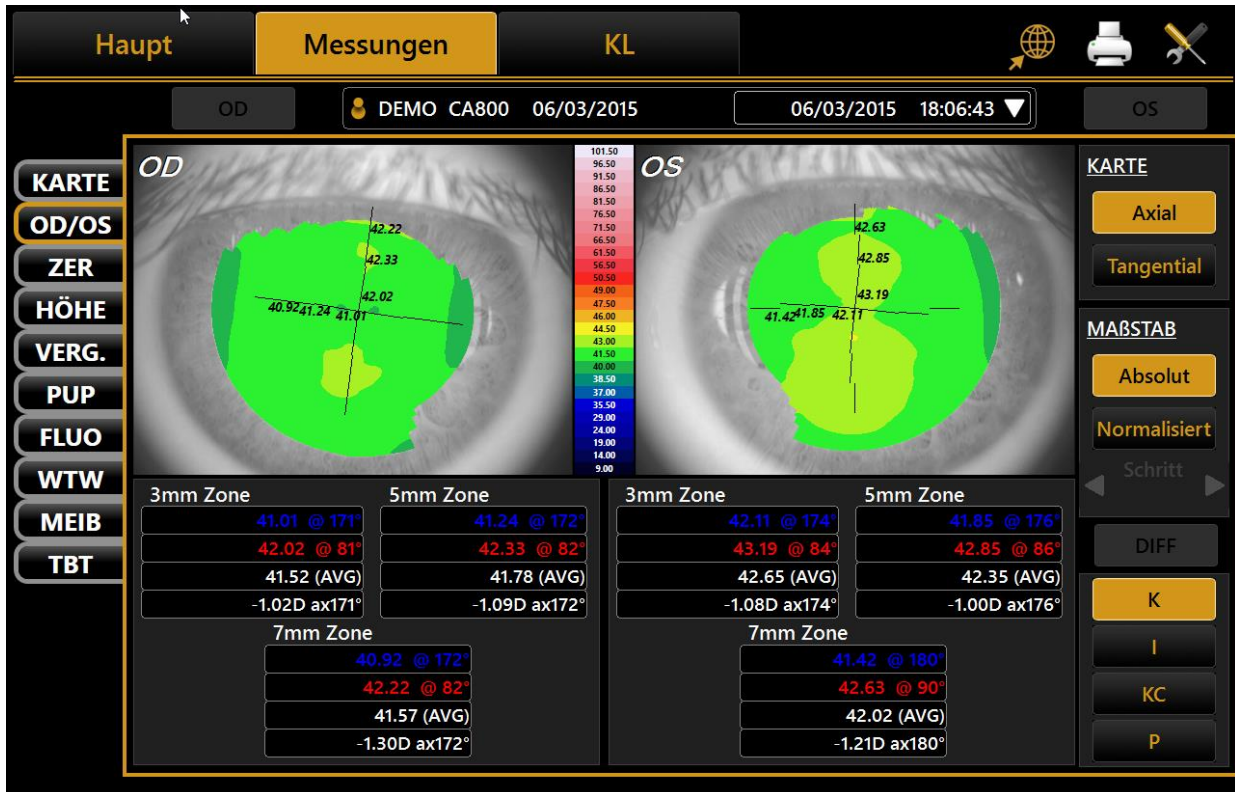 Haupt Messungen KL
OD DEMO CA800 06/03/2015 06/03/2015 18:06:43 OS
KARTE
OD/OS
ZER
HÖHE
VERG.
PUP
FLUO
WTW
MEIB
TBT
OD
42.22
42.33
42.02
40.92 41.24 41.01
101.50
96.50
91.50
86.50
81.50
76.50
71.50
66.50
61.50
56.50
50.50
49.00
47.50
46.00
44.50
43.00
41.50
40.00
38.50
37.00
35.50
29.00
24.00
19.00
14.00
9.00
OS
42.63
42.85
43.19
41.42 41.85 42.11
3mm Zone 5mm Zone
41.01 @ 171° 41.24 @ 172°
42.02 @ 81° 42.33 @ 82°
41.52 (AVG) 41.78 (AVG)
-1.02D ax171° -1.09D ax172°
7mm Zone
40.92 @ 172°
42.22 @ 82°
41.57 (AVG)
-1.30D ax172°
3mm Zone 5mm Zone
42.11 @ 174° 41.85 @ 176°
43.19 @ 84° 42.85 @ 86°
42.65 (AVG) 42.35 (AVG)
-1.08D ax174° -1.00D ax176°
7mm Zone
41.42 @ 180°
42.63 @ 90°
42.02 (AVG)
-1.21D ax180°
KARTE
Axial
Tangential
MAßSTAB
Absolut
Normalisiert
Schritt
DIFF
K
I
KC
P